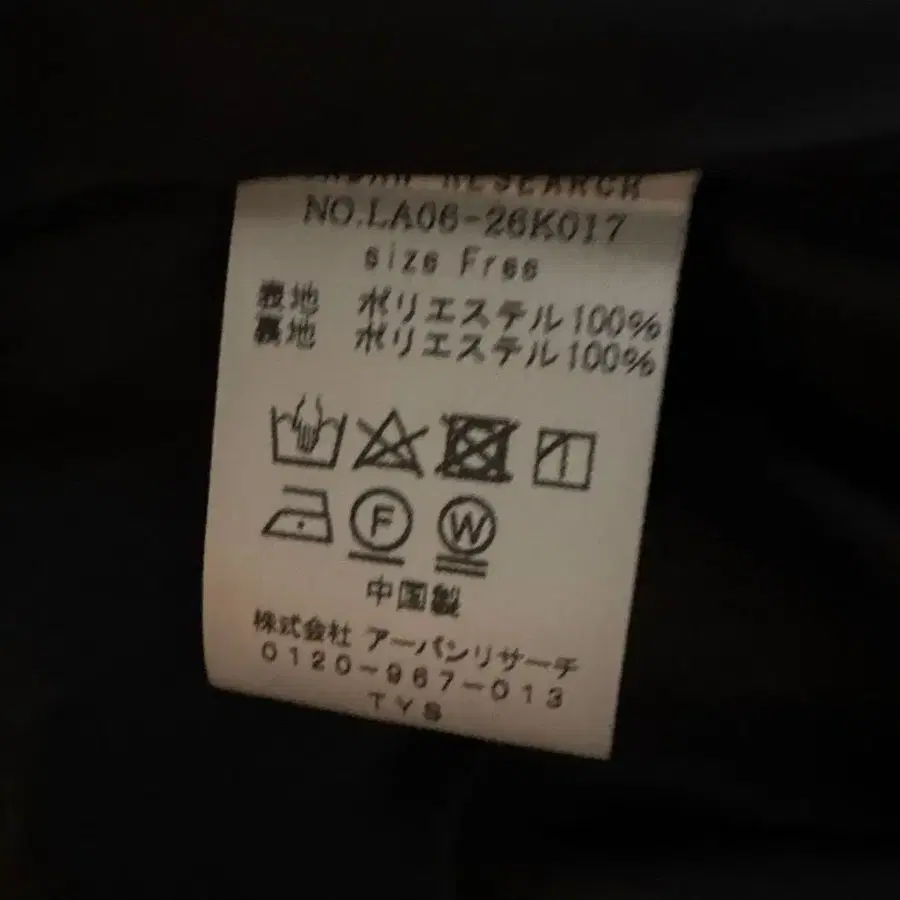 URBAN RESEARCH
NO.LA06-26K017
size Free
表地 ポリエステル100%
裏地 ポリエステル100%
F W
中国製
株式会社 アーバンリサーチ
0120-967-013
TYS